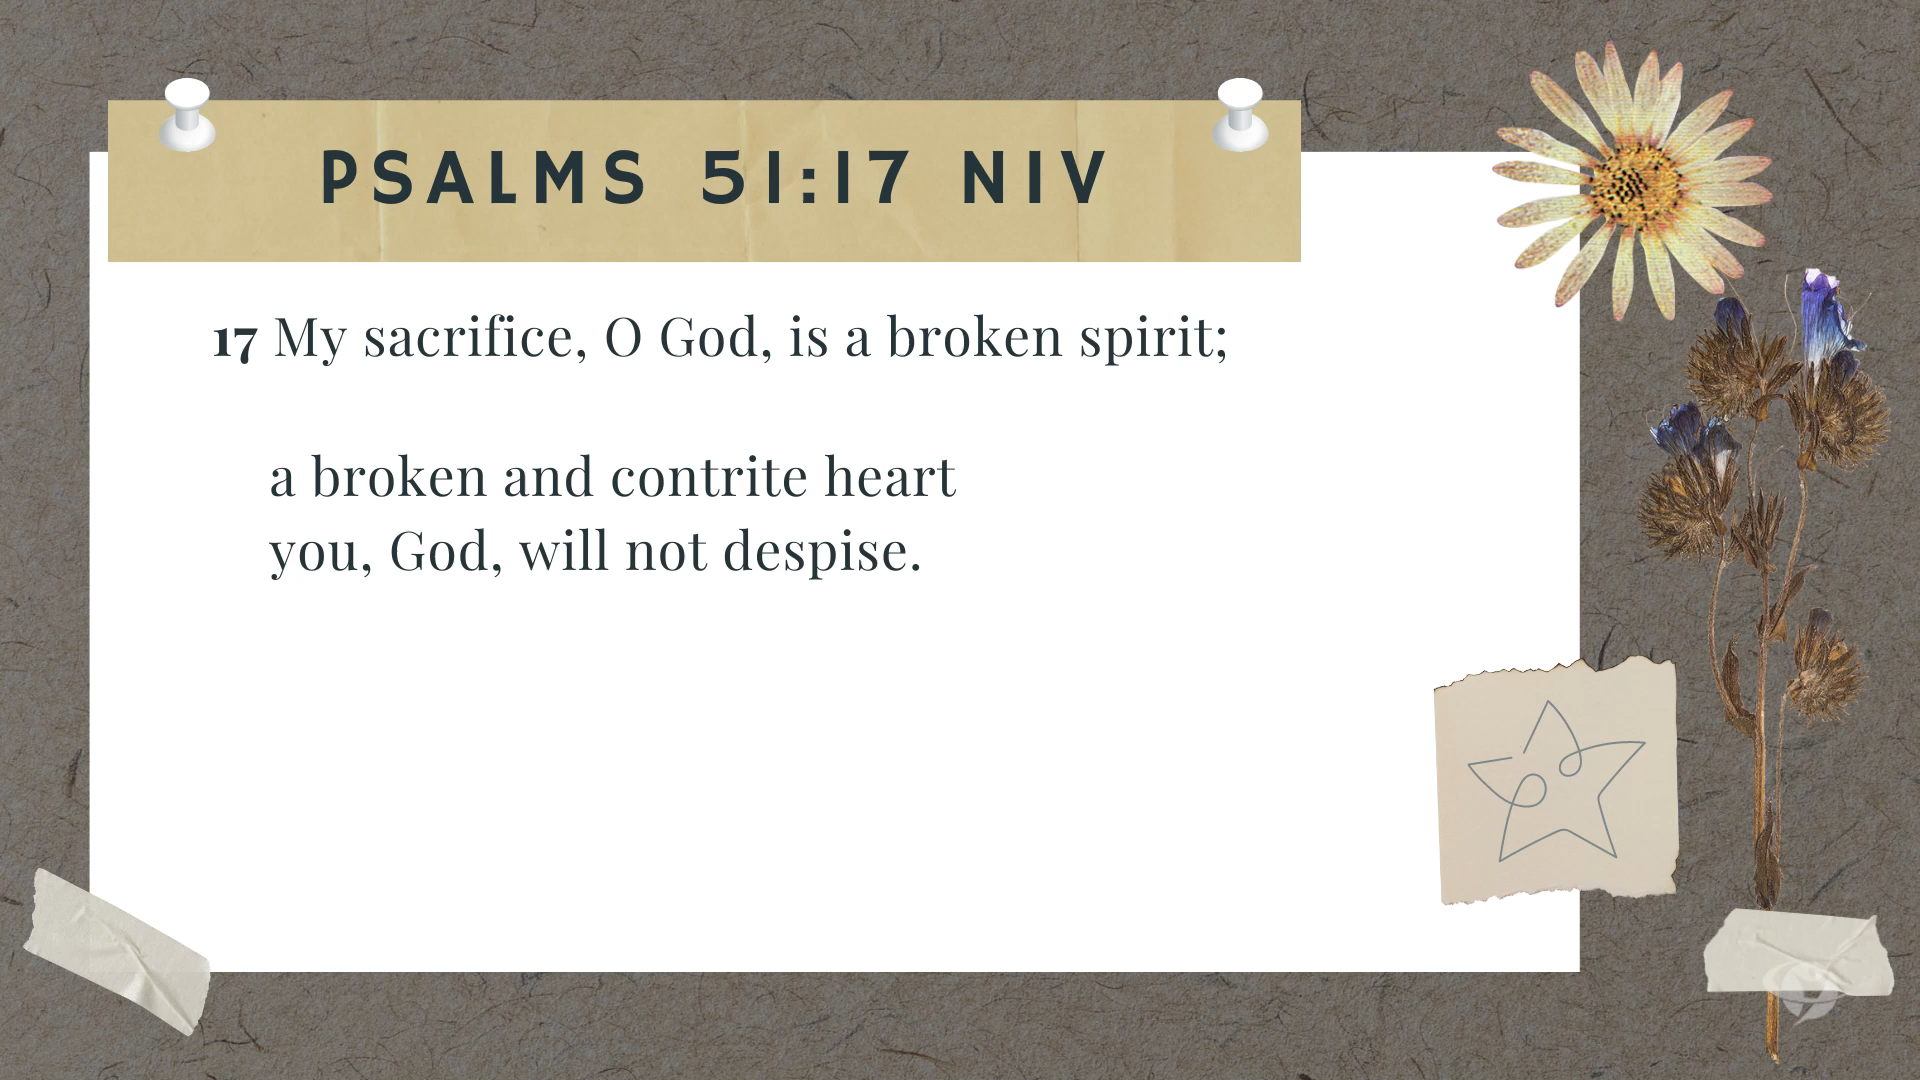 PSALMS 51:17 NIV
17 My sacrifice, O God, is a broken spirit;
a broken and contrite heart
you, God, will not despise.